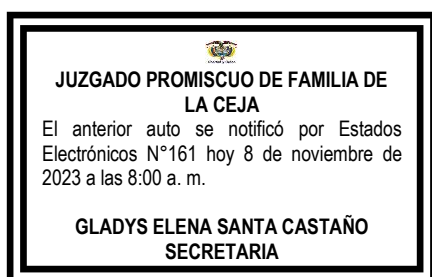 JUZGADO PROMISCUO DE FAMILIA DE
LA CEJA
El anterior auto se notificó por Estados
Electrónicos N°161 hoy 8 de noviembre de
2023 a las 8:00 a. m.
GLADYS ELENA SANTA CASTAÑO
SECRETARIA